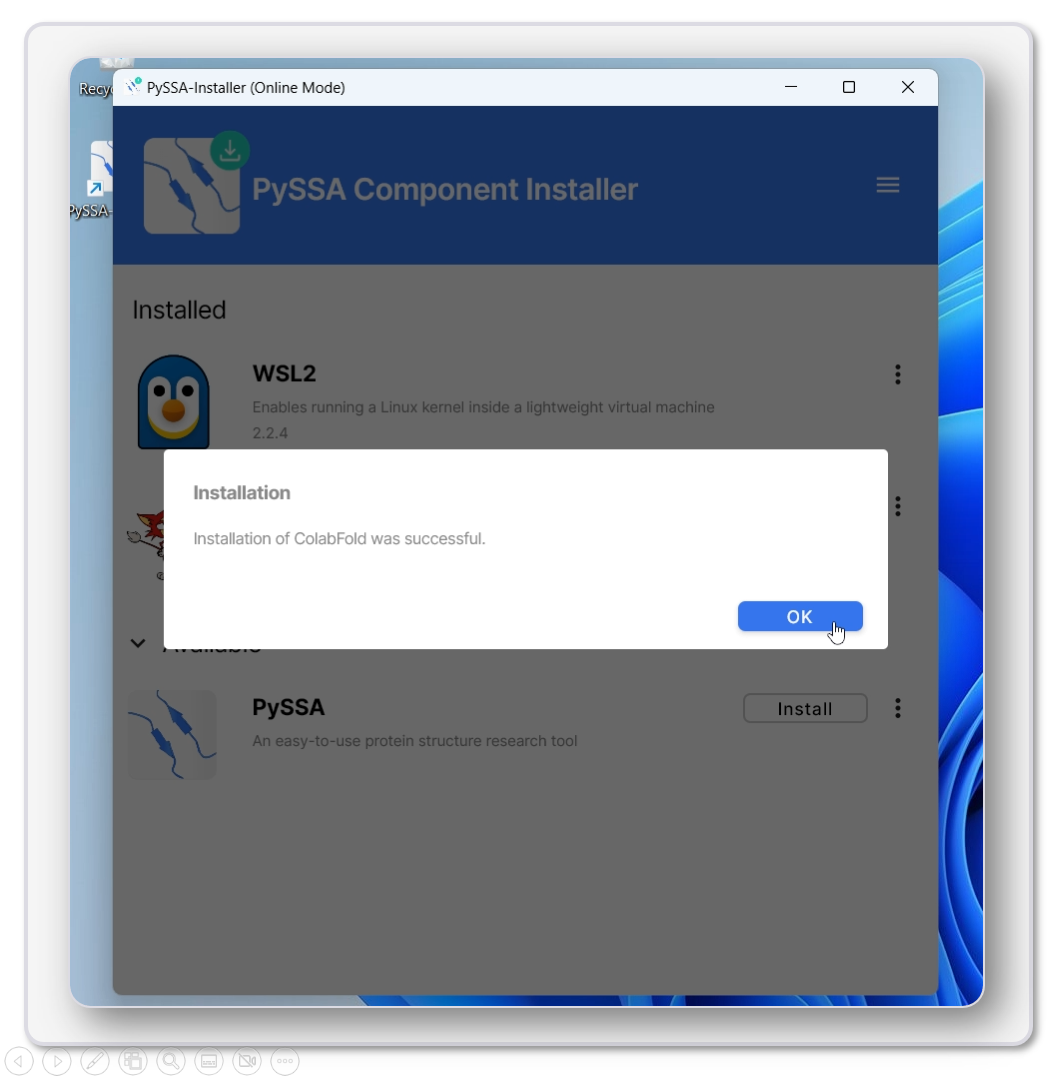 PySSA-Installer (Online Mode)
PySSA-
PySSA Component Installer
Installed
WSL2
Enables running a Linux kernel inside a lightweight virtual machine
2.2.4
Installation
Installation of ColabFold was successful.
OK
PySSA
Install
An easy-to-use protein structure research tool